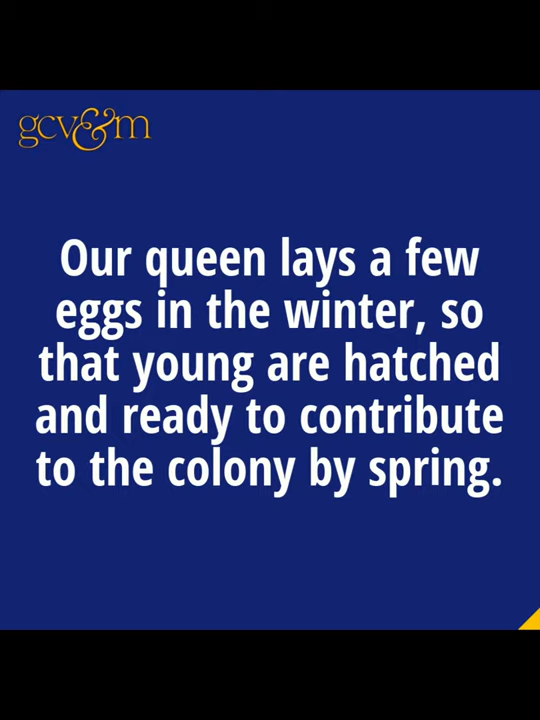 gcv&m
Our queen lays a few
eggs in the winter, so
that young are hatched
and ready to contribute
to the colony by spring.